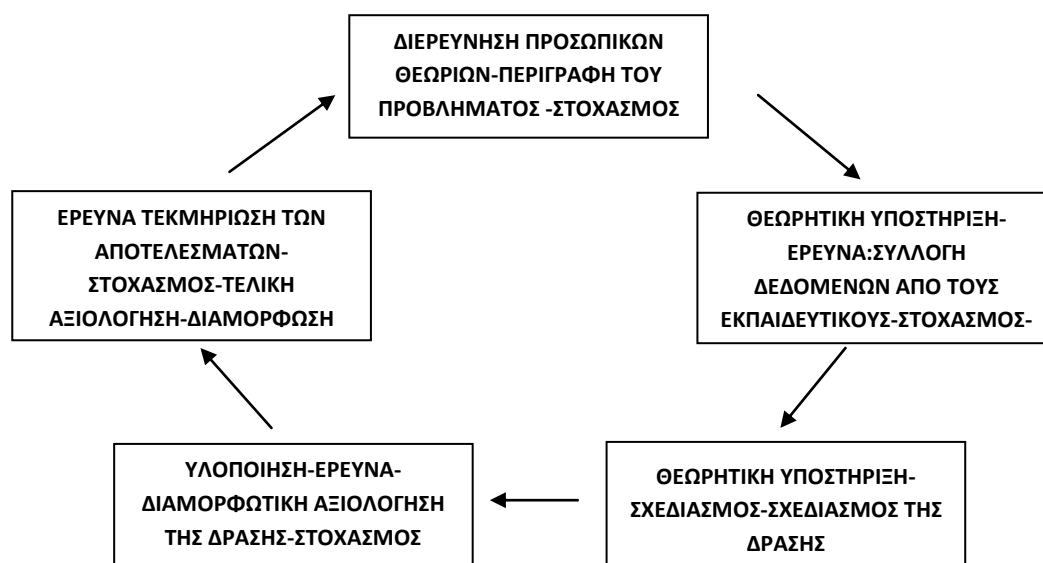 ΔΙΕΡΕΥΝΗΣΗ ΠΡΟΣΩΠΙΚΩΝ
ΘΕΩΡΙΩΝ-ΠΕΡΙΓΡΑΦΗ ΤΟΥ
ΠΡΟΒΛΗΜΑΤΟΣ -ΣΤΟΧΑΣΜΟΣ
ΘΕΩΡΗΤΙΚΗ ΥΠΟΣΤΗΡΙΞΗ-
ΕΡΕΥΝΑ:ΣΥΛΛΟΓΗ
ΔΕΔΟΜΕΝΩΝ ΑΠΟ ΤΟΥΣ
ΕΚΠΑΙΔΕΥΤΙΚΟΥΣ-ΣΤΟΧΑΣΜΟΣ-
ΘΕΩΡΗΤΙΚΗ ΥΠΟΣΤΗΡΙΞΗ-
ΣΧΕΔΙΑΣΜΟΣ-ΣΧΕΔΙΑΣΜΟΣ ΤΗΣ
ΔΡΑΣΗΣ
ΥΛΟΠΟΙΗΣΗ-ΕΡΕΥΝΑ-
ΔΙΑΜΟΡΦΩΤΙΚΗ ΑΞΙΟΛΟΓΗΣΗ
ΤΗΣ ΔΡΑΣΗΣ-ΣΤΟΧΑΣΜΟΣ
ΕΡΕΥΝΑ ΤΕΚΜΗΡΙΩΣΗ ΤΩΝ
ΑΠΟΤΕΛΕΣΜΑΤΩΝ-
ΣΤΟΧΑΣΜΟΣ-ΤΕΛΙΚΗ
ΑΞΙΟΛΟΓΗΣΗ-ΔΙΑΜΟΡΦΩΣΗ